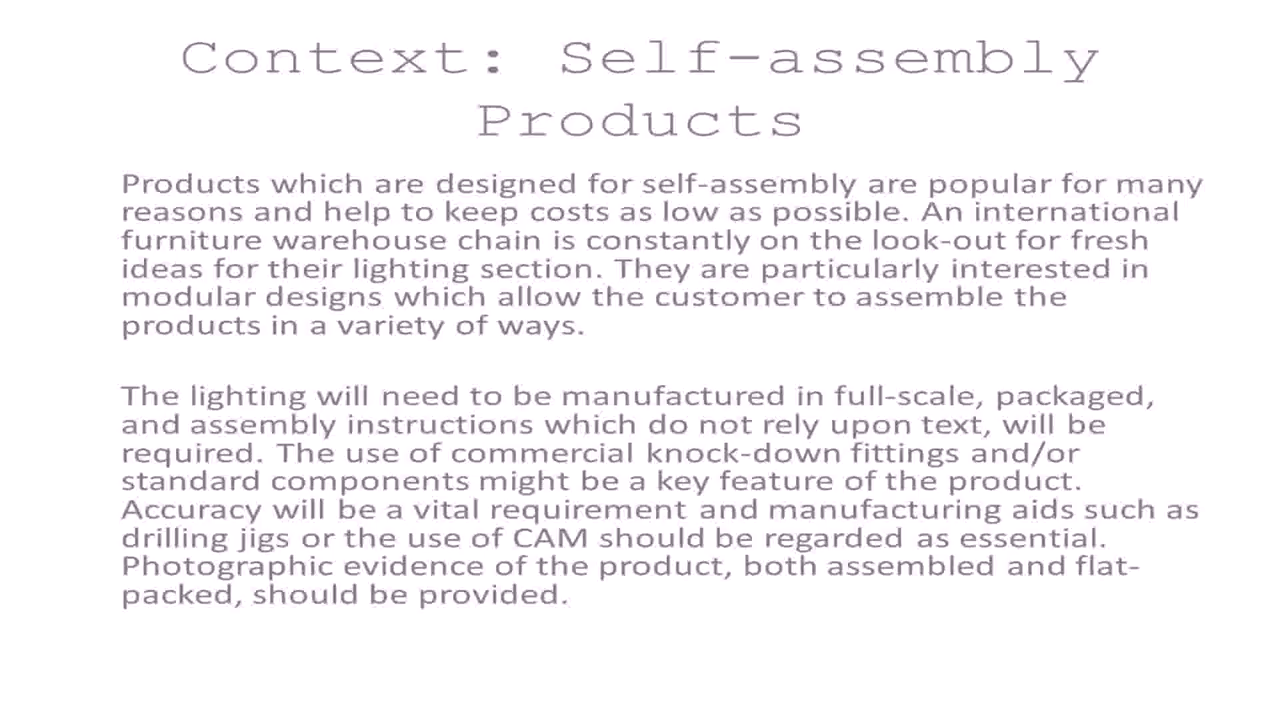 Context: Self-assembly
Products
Products which are designed for self-assembly are popular for many
reasons and help to keep costs as low as possible. An international
furniture warehouse chain is constantly on the look-out for fresh
ideas for their lighting section. They are particularly interested in
modular designs which allow the customer to assemble the
products in a variety of ways.
The lighting will need to be manufactured in full-scale, packaged,
and assembly instructions which do not rely upon text, will be
required. The use of commercial knock-down fittings and/or
standard components might be a key feature of the product.
Accuracy will be a vital requirement and manufacturing aids such as
drilling jigs or the use of CAM should be regarded as essential.
Photographic evidence of the product, both assembled and flat-
packed, should be provided.